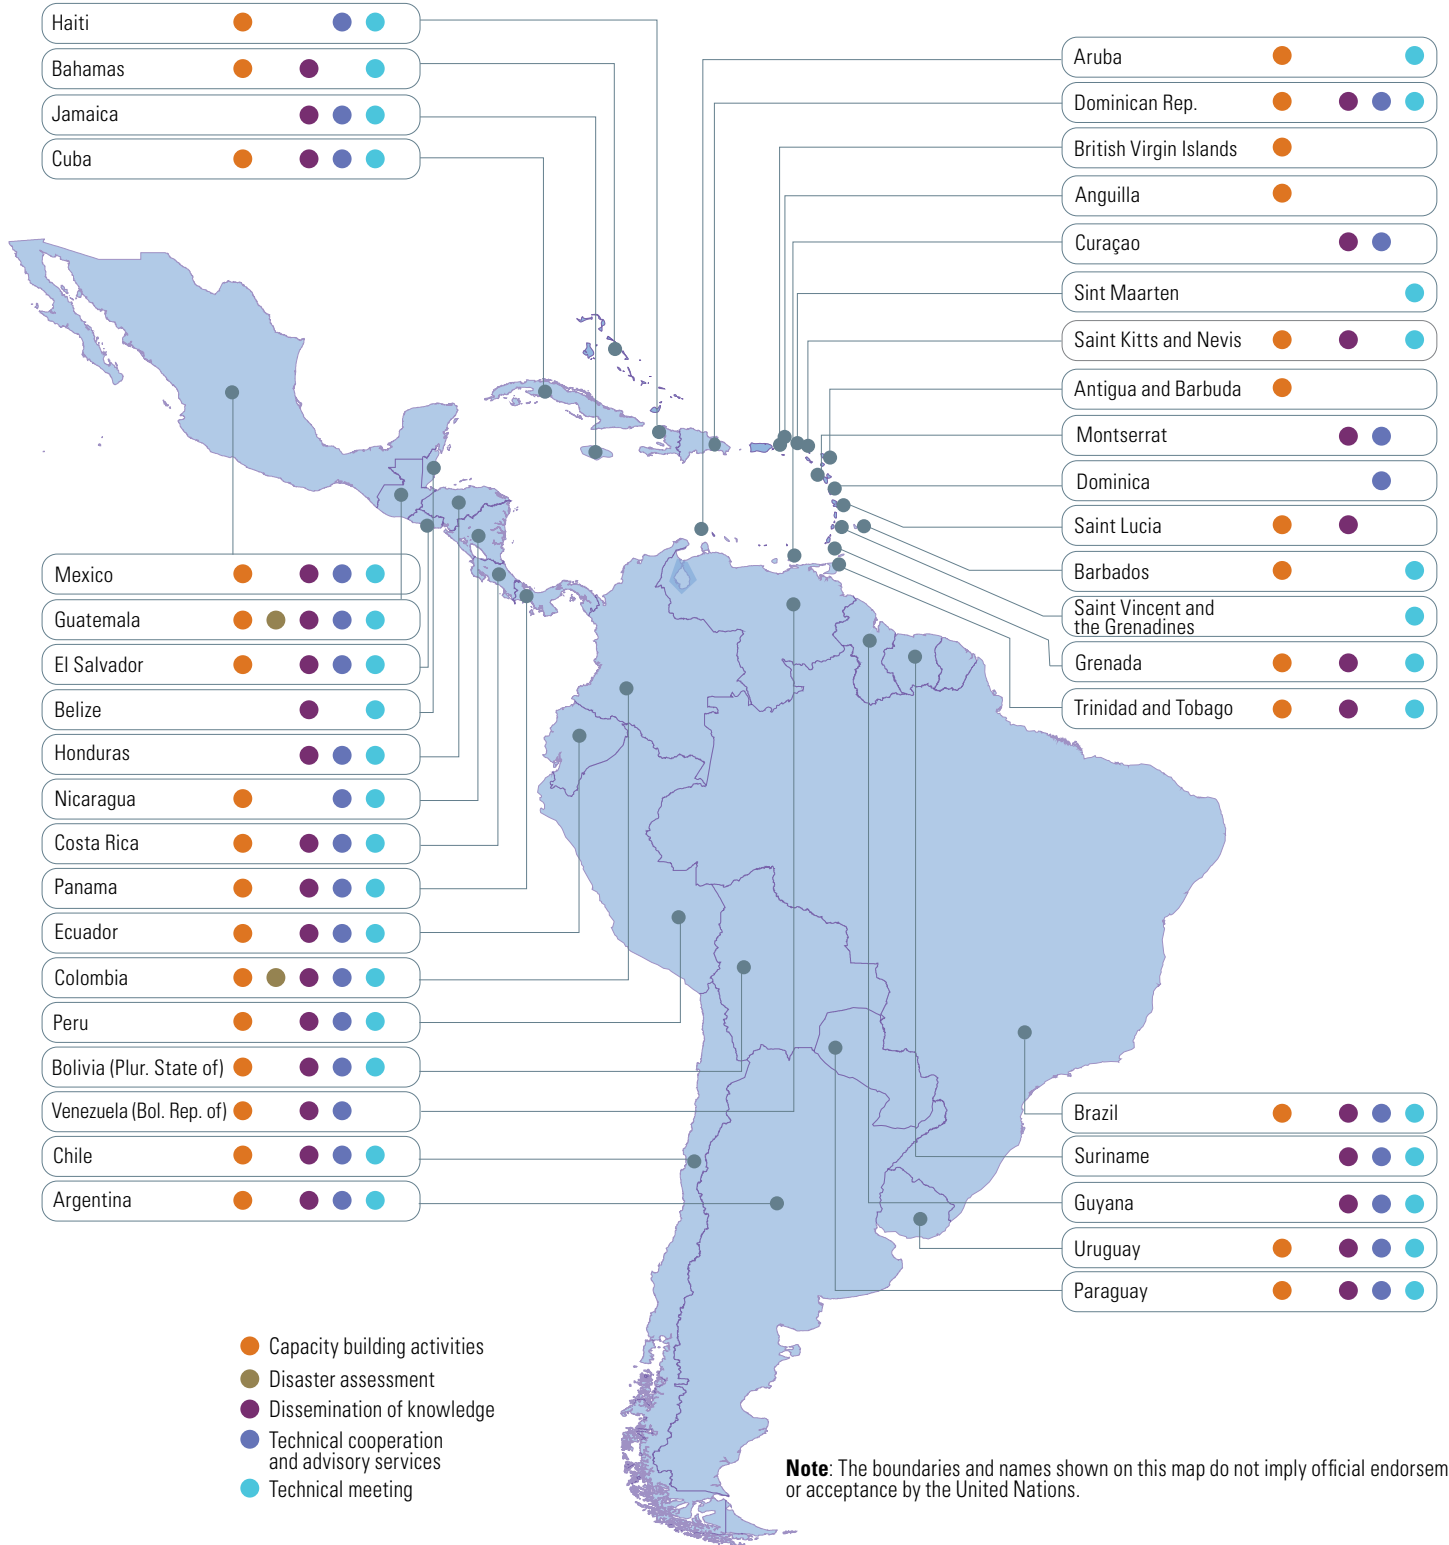 Haiti
Bahamas
Jamaica
Cuba
Aruba
Dominican Rep.
British Virgin Islands
Anguilla
Curaçao
Sint Maarten
Saint Kitts and Nevis
Antigua and Barbuda
Montserrat
Dominica
Saint Lucia
Barbados
Saint Vincent and
the Grenadines
Grenada
Trinidad and Tobago
Mexico
Guatemala
El Salvador
Belize
Honduras
Nicaragua
Costa Rica
Panama
Ecuador
Colombia
Peru
Bolivia (Plur. State of)
Venezuela (Bol. Rep. of)
Chile
Argentina
Brazil
Suriname
Guyana
Uruguay
Paraguay
Capacity building activities
Disaster assessment
Dissemination of knowledge
Technical cooperation
and advisory services
Technical meeting
Note: The boundaries and names shown on this map do not imply official endorsem
or acceptance by the United Nations.